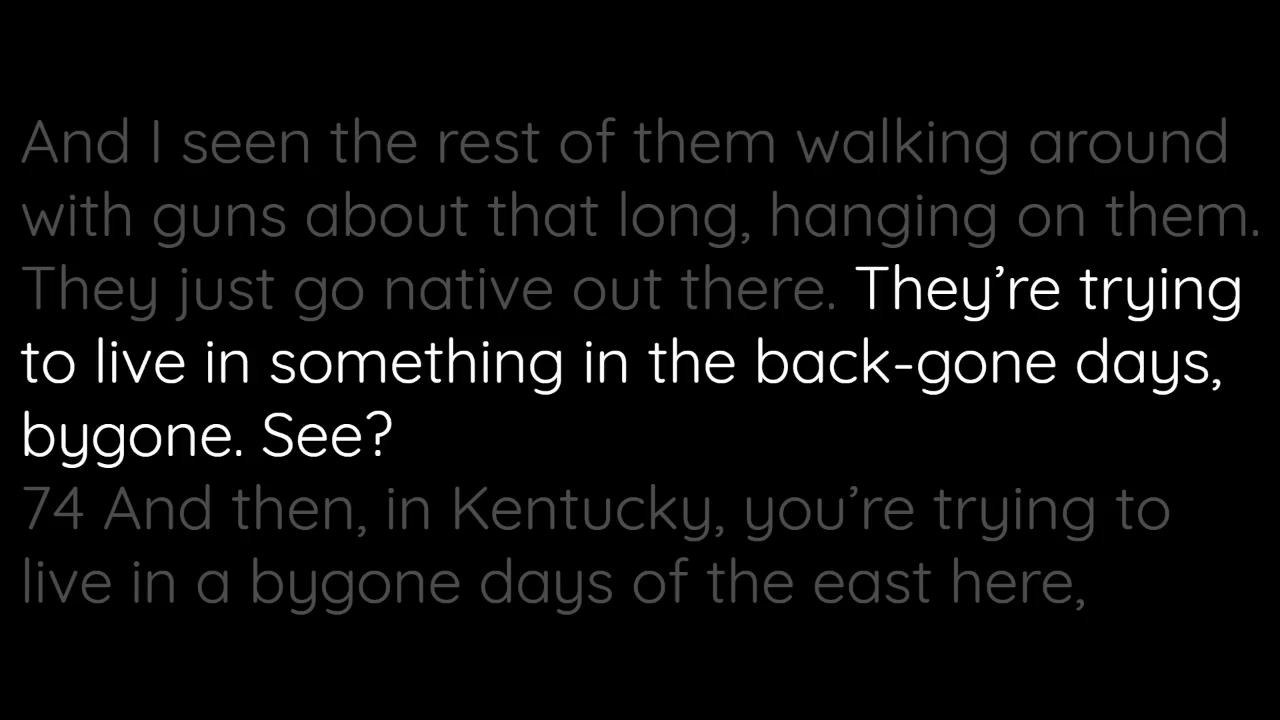 And I seen the rest of them walking around
with guns about that long, hanging on them.
They just go native out there. They’re trying
to live in something in the back-gone days,
bygone. See?
74 And then, in Kentucky, you’re trying to
live in a bygone days of the east here,